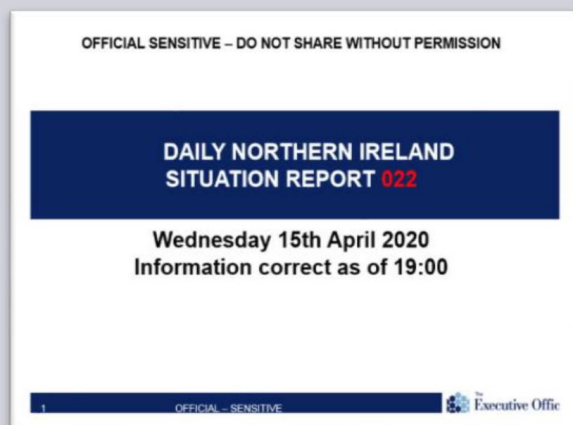 OFFICIAL SENSITIVE – DO NOT SHARE WITHOUT PERMISSION
DAILY NORTHERN IRELAND
SITUATION REPORT 022
Wednesday 15th April 2020
Information correct as of 19:00
1
OFFICIAL – SENSITIVE
The
Executive Offic